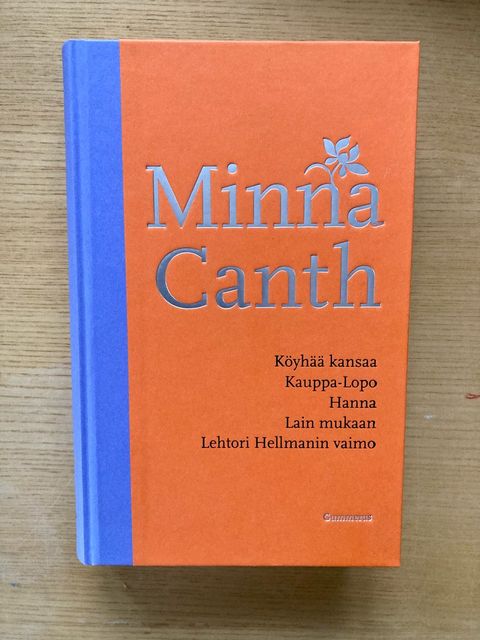 Minna
Canth
Köyhää kansaa
Kauppa-Lopo
Hanna
Lain mukaan
Lehtori Hellmanin vaimo
Gummerus